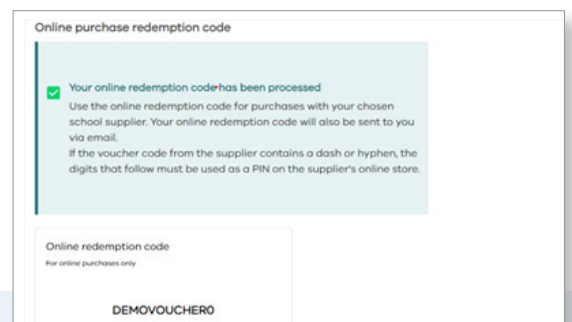 Online purchase redemption code
Your online redemption code has been processed
Use the online redemption code for purchases with your chosen
school supplier. Your online redemption code will also be sent to you
via email.
If the voucher code from the supplier contains a dash or hyphen, the
digits that follow must be used as a PIN on the supplier's online store.
Online redemption code
For online purchases only
DEMOVOUCHER0